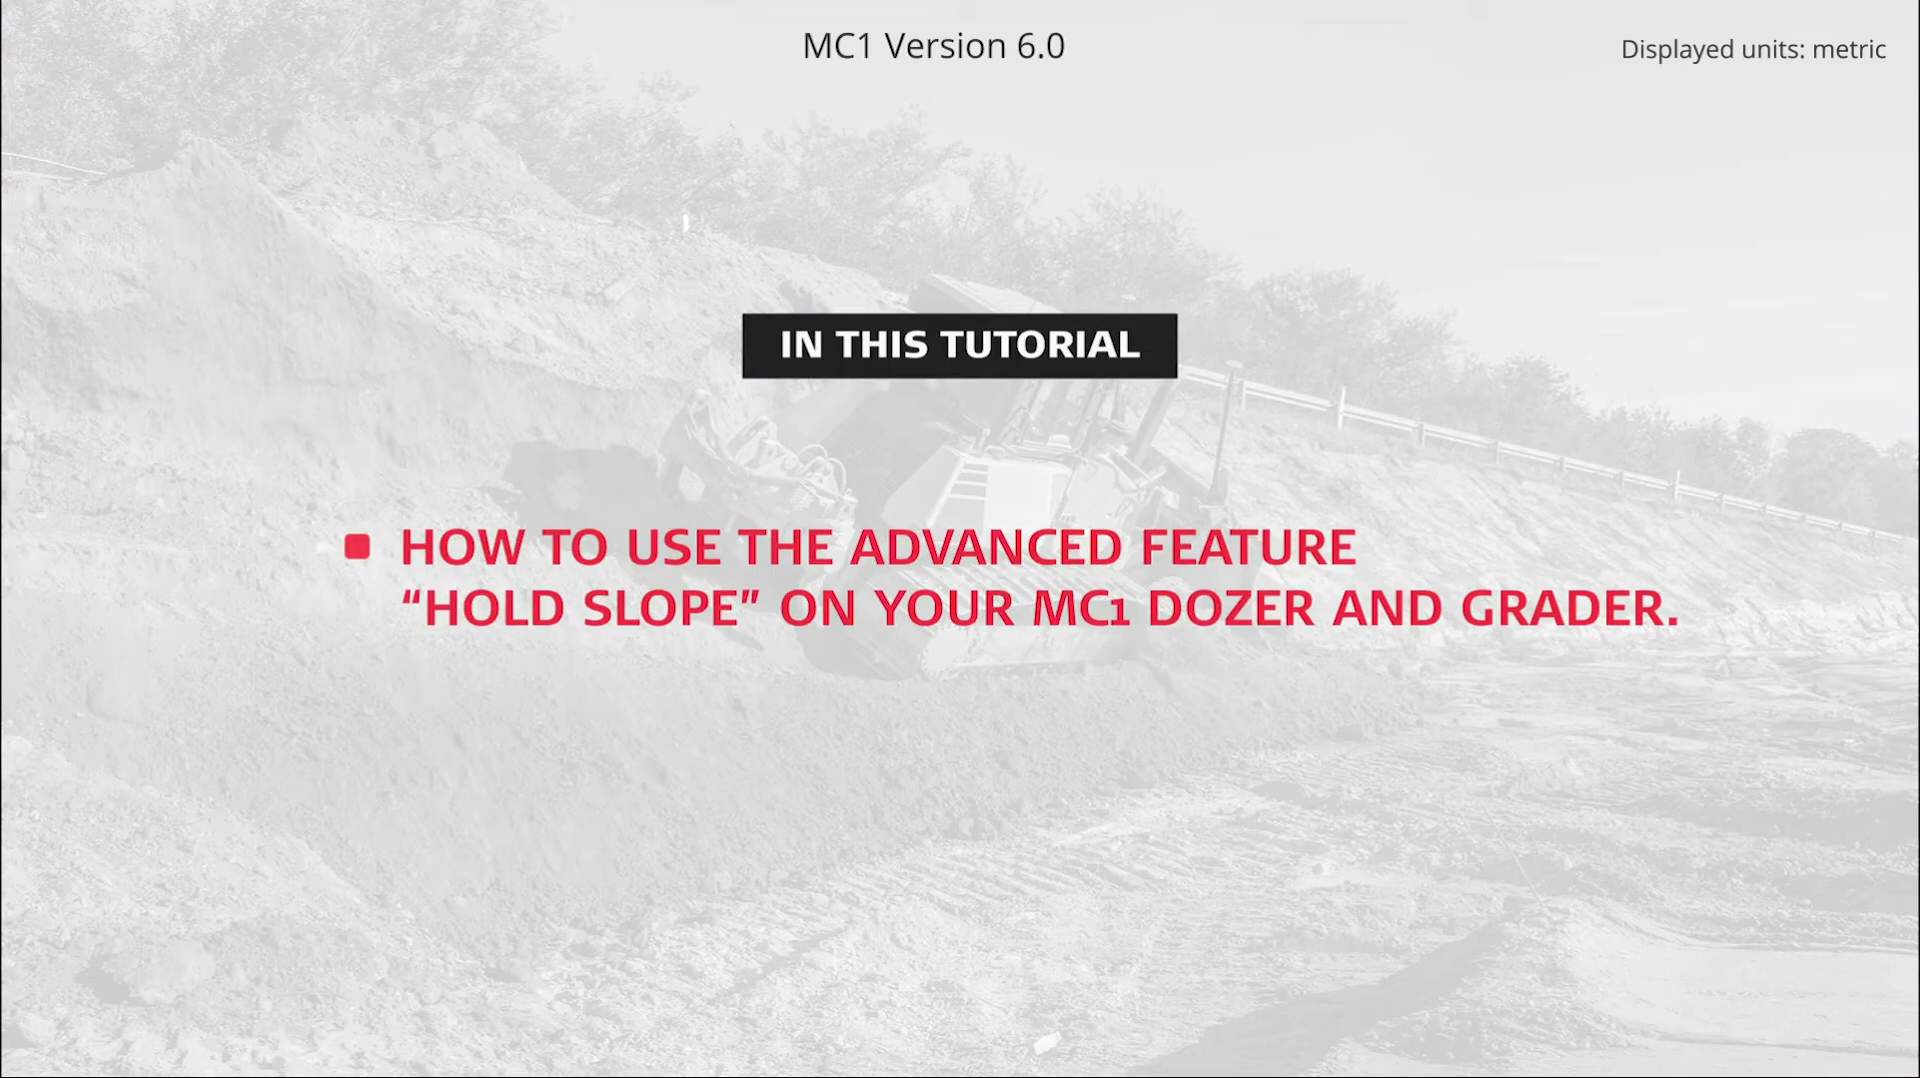 MC1 Version 6.0
Displayed units: metric
IN THIS TUTORIAL
HOW TO USE THE ADVANCED FEATURE
“HOLD SLOPE” ON YOUR MC1 DOZER AND GRADER.